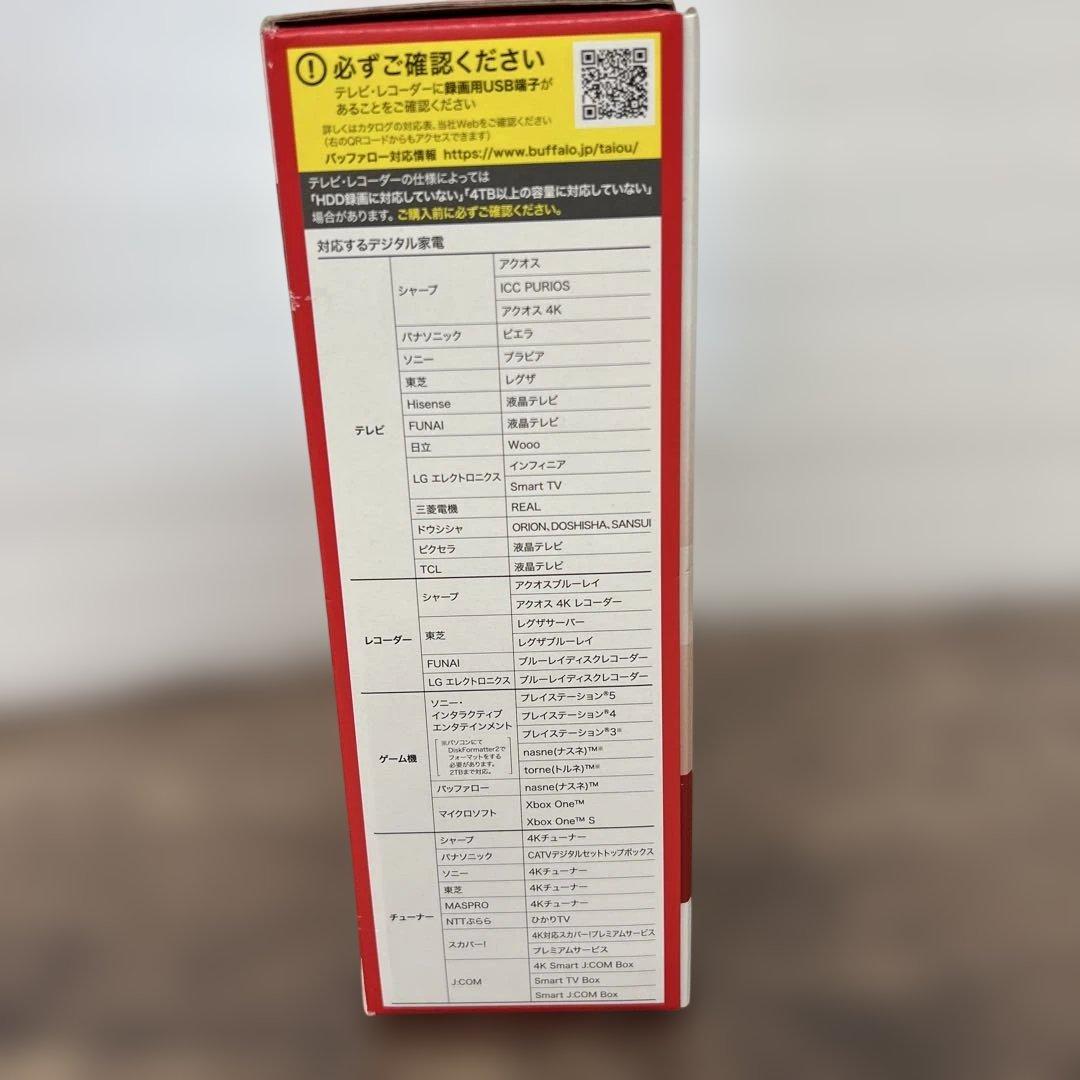 必ずご確認ください
テレビ・レコーダーに録画用USB端子が
あることをご確認ください
詳しくはカタログの対応表、当社Webをご確認ください
(右のQRコードからもアクセスできます)
バッファロー対応情報 https://www.buffalo.jp/taiou/
テレビ・レコーダーの仕様によっては
「HDD録画に対応していない」「4TB以上の容量に対応していない」
場合があります。ご購入前に必ずご確認ください。
対応するデジタル家電
テレビ
シャープ アクオス
ICC PURIOS
アクオス 4K
パナソニック ビエラ
ソニー ブラビア
東芝 レグザ
Hisense 液晶テレビ
FUNAI 液晶テレビ
日立 Wooo
LG エレクトロニクス インフィニア
Smart TV
三菱電機 REAL
ドウシシャ ORION、DOSHISHA、SANSUI
ピクセラ 液晶テレビ
TCL 液晶テレビ
レコーダー
シャープ アクオスブルーレイ
アクオス 4K レコーダー
東芝 レグザサーバー
レグザブルーレイ
FUNAI ブルーレイディスクレコーダー
LG エレクトロニクス ブルーレイディスクレコーダー
ゲーム機
ソニー・
インタラクティブ
エンタテインメント
※パソコンにて
DiskFormatter2で
フォーマットをする
必要があります。
2TBまで対応。
プレイステーション®5
プレイステーション®4
プレイステーション®3※
nasne(ナスネ)™※
torne(トルネ)™※
バッファロー nasne(ナスネ)™
マイクロソフト Xbox One™
Xbox One™ S
チューナー
シャープ 4Kチューナー
パナソニック CATVデジタルセットトップボックス
ソニー 4Kチューナー
東芝 4Kチューナー
MASPRO 4Kチューナー
NTTぷらら ひかりTV
スカパー! 4K対応スカパー!プレミアムサービス
プレミアムサービス
J:COM 4K Smart J:COM Box
Smart TV Box
Smart J:COM Box